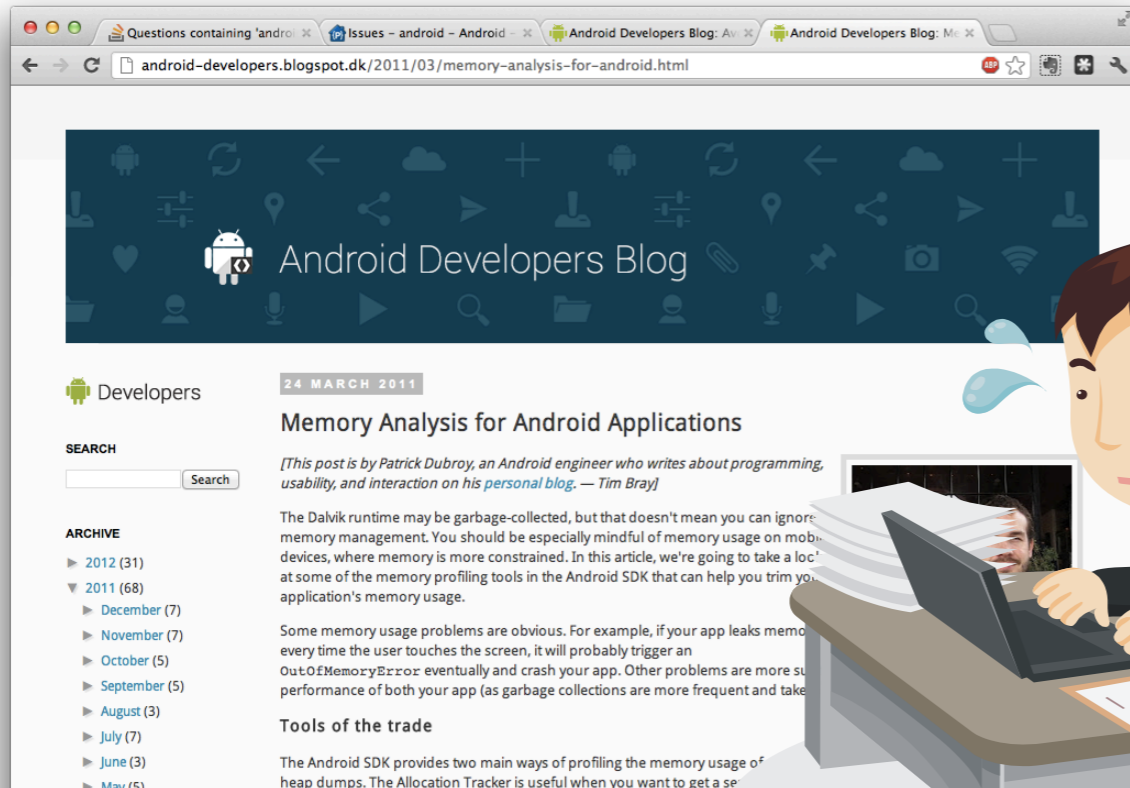 Questions containing 'androi
Issues – android – Android –
Android Developers Blog: Av
Android Developers Blog: Me
android-developers.blogspot.dk/2011/03/memory-analysis-for-android.html
ABP
Android Developers Blog
Developers
24 MARCH 2011
Memory Analysis for Android Applications
SEARCH
Search
[This post is by Patrick Dubroy, an Android engineer who writes about programming,
usability, and interaction on his personal blog. — Tim Bray]
The Dalvik runtime may be garbage-collected, but that doesn't mean you can ignore
memory management. You should be especially mindful of memory usage on
devices, where memory is more constrained. In this article, we're going to take a
at some of the memory profiling tools in the Android SDK that can help you trim
application's memory usage.
ARCHIVE
2012 (31)
2011 (68)
December (7)
November (7)
October (5)
September (5)
August (3)
July (7)
June (3)
May (5)
Some memory usage problems are obvious. For example, if your app leaks
every time the user touches the screen, it will probably trigger an
OutOfMemoryError eventually and crash your app. Other problems are more
performance of both your app (as garbage collections are more frequent and take
Tools of the trade
The Android SDK provides two main ways of profiling the memory usage of
heap dumps. The Allocation Tracker is useful when you want to get a